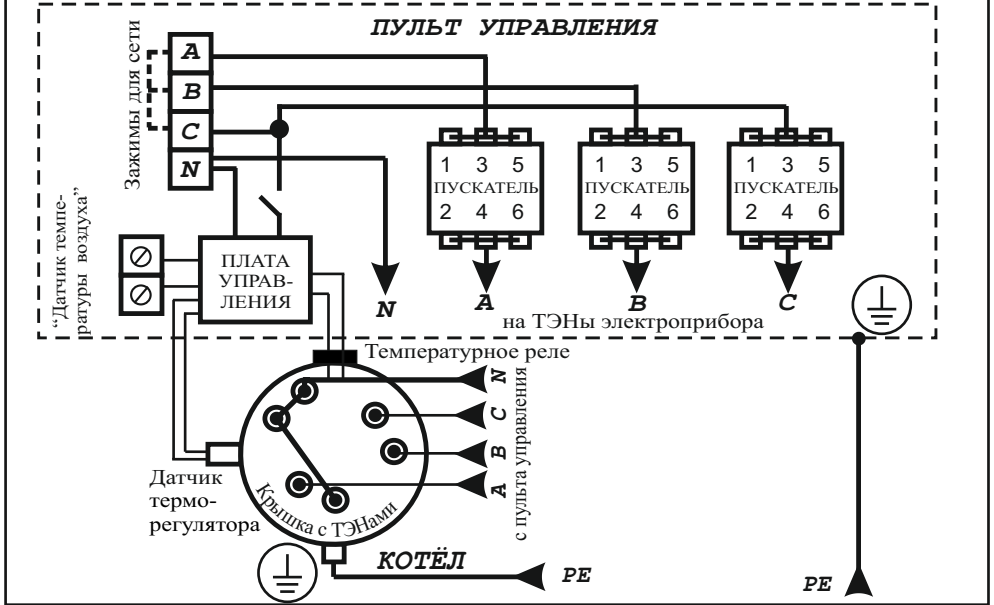 ПУЛЬТ УПРАВЛЕНИЯ
Зажимы для сети
A
B
C
N
1 3 5
ПУСКАТЕЛЬ
2 4 6
1 3 5
ПУСКАТЕЛЬ
2 4 6
1 3 5
ПУСКАТЕЛЬ
2 4 6
“Датчик темпе-
ратуры воздуха”
ПЛАТА
УПРАВ-
ЛЕНИЯ
N
A
B
C
на ТЭНы электроприбора
Температурное реле
N
C
B
A
с пульта управления
Датчик
термо-
регулятора
Крышка с ТЭНами
КОТЁЛ
PE
PE